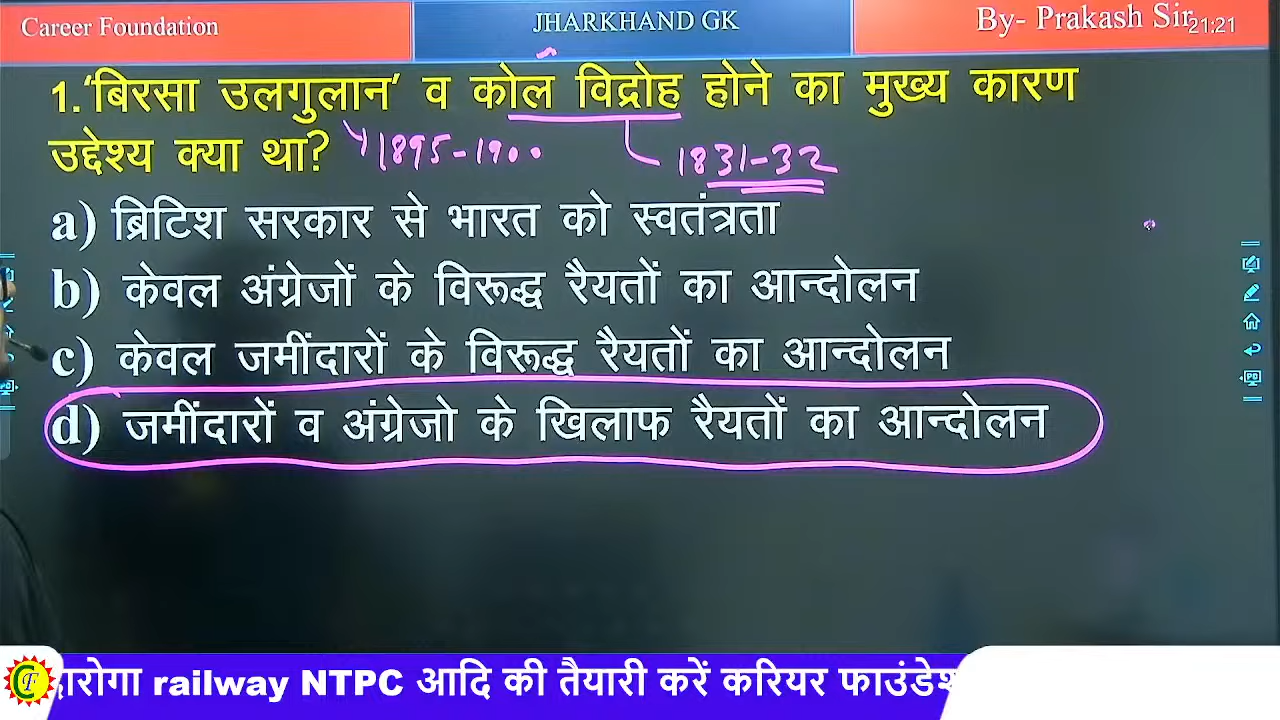 Career Foundation
JHARKHAND GK
By- Prakash Sir
21:21
1.‘बिरसा उलगुलान’ व कोल विद्रोह होने का मुख्य कारण
उद्देश्य क्या था?
1895-1900
1831-32
a) ब्रिटिश सरकार से भारत को स्वतंत्रता
b) केवल अंग्रेजों के विरूद्ध रैयतों का आन्दोलन
c) केवल जमींदारों के विरूद्ध रैयतों का आन्दोलन
d) जमींदारों व अंग्रेजो के खिलाफ रैयतों का आन्दोलन
railway NTPC आदि की तैयारी करें करियर